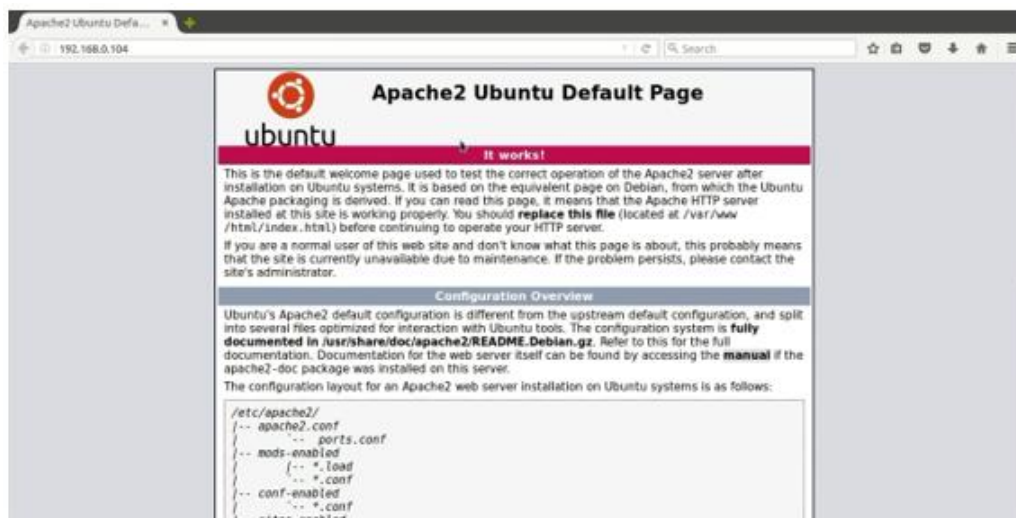 Apache2 Ubuntu Defa...
192.168.0.104
Search
ubuntu
Apache2 Ubuntu Default Page
It works!
This is the default welcome page used to test the correct operation of the Apache2 server after
installation on Ubuntu systems. It is based on the equivalent page on Debian, from which the Ubuntu
Apache packaging is derived. If you can read this page, it means that the Apache HTTP server
installed at this site is working properly. You should replace this file (located at /var/www
/html/index.html) before continuing to operate your HTTP server.
If you are a normal user of this web site and don't know what this page is about, this probably means
that the site is currently unavailable due to maintenance. If the problem persists, please contact the
site's administrator.
Configuration Overview
Ubuntu's Apache2 default configuration is different from the upstream default configuration, and split
into several files optimized for interaction with Ubuntu tools. The configuration system is fully
documented in /usr/share/doc/apache2/README.Debian.gz. Refer to this for the full
documentation. Documentation for the web server itself can be found by accessing the manual if the
apache2-doc package was installed on this server.
The configuration layout for an Apache2 web server installation on Ubuntu systems is as follows:
/etc/apache2/
|-- apache2.conf
|       `--  ports.conf
|-- mods-enabled
|       |-- *.load
|       `-- *.conf
|-- conf-enabled
|       `-- *.conf